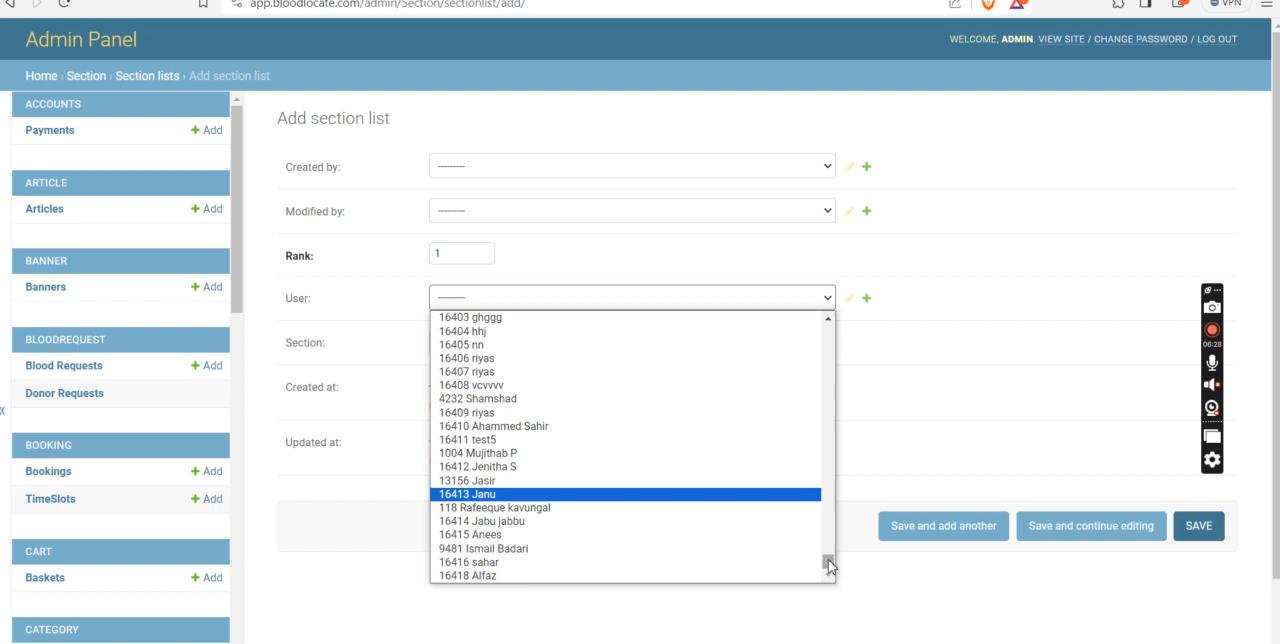 app.bloodlocate.com/admin/Section/sectionlist/add/
VPN
Admin Panel
WELCOME, ADMIN. VIEW SITE / CHANGE PASSWORD / LOG OUT
Home › Section › Section lists › Add section list
ACCOUNTS
Payments
+ Add
ARTICLE
Articles
+ Add
BANNER
Banners
+ Add
BLOODREQUEST
Blood Requests
+ Add
Donor Requests
BOOKING
Bookings
+ Add
TimeSlots
+ Add
CART
Baskets
+ Add
CATEGORY
Add section list
Created by:
---------
Modified by:
---------
Rank:
1
User:
---------
16403 ghggg
16404 hhj
16405 nn
16406 riyas
16407 riyas
16408 vcvvvv
4232 Shamshad
16409 riyas
16410 Ahammed Sahir
16411 test5
1004 Mujithab P
16412 Jenitha S
13156 Jasir
16413 Janu
118 Rafeeque kavungal
16414 Jabu jabbu
16415 Anees
9481 Ismail Badari
16416 sahar
16418 Alfaz
Section:
Created at:
Updated at:
Save and add another
Save and continue editing
SAVE
06:28